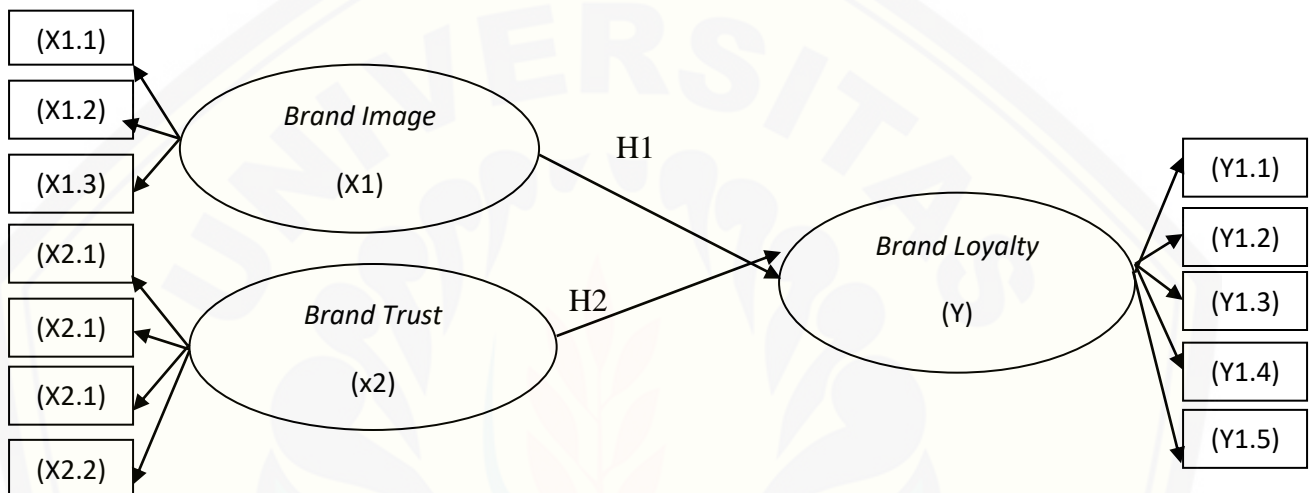 (X1.1)
(X1.2)
(X1.3)
(X2.1)
(X2.1)
(X2.1)
(X2.2)
Brand Image
(X1)
Brand Trust
(x2)
H1
H2
Brand Loyalty
(Y)
(Y1.1)
(Y1.2)
(Y1.3)
(Y1.4)
(Y1.5)
UNIVERSITAS